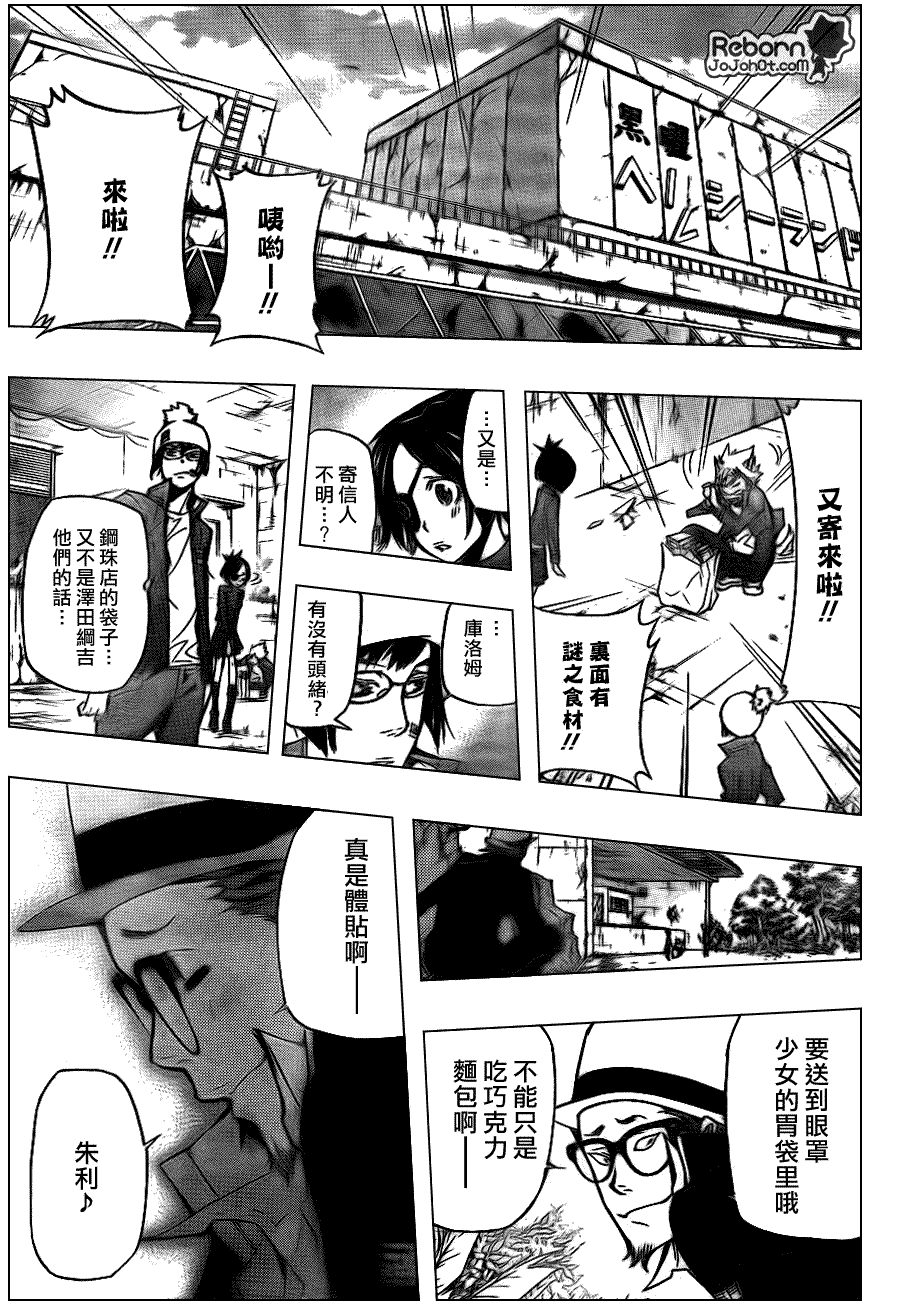 Reborn
JoJohOt.com
黒曜
ヘルシーランド
咦喲—!!
來啦!!
又寄來啦!!
裏面有
謎之食材!!
…又是…
寄信人
不明…?
…
庫洛姆
有沒有頭緒?
鋼珠店的袋子…
又不是澤田綱吉
他們的話…
要送到眼罩
少女的胃袋里哦
不能只是
吃巧克力
麵包啊——
真是體貼啊——
朱利♪